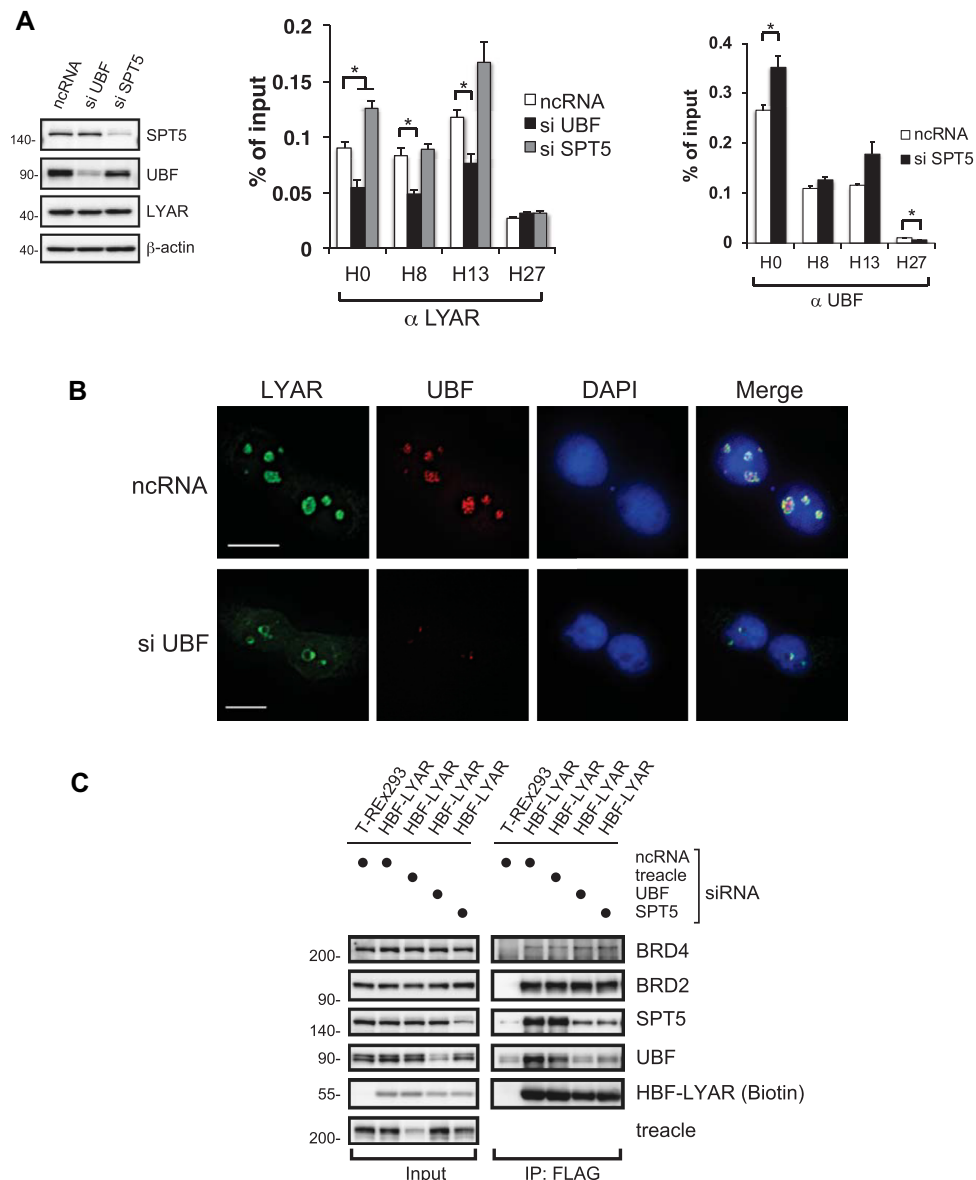 A
ncRNA
si UBF
si SPT5
140-
SPT5
90-
UBF
40-
LYAR
40-
β-actin
% of input
0.2
0.15
0.1
0.05
0
*
*
*
ncRNA
si UBF
si SPT5
H0 H8 H13 H27
α LYAR
% of input
0.4
0.3
0.2
0.1
0
*
*
ncRNA
si SPT5
H0 H8 H13 H27
α UBF
B
LYAR UBF DAPI Merge
ncRNA
si UBF
C
T-REx293
HBF-LYAR
HBF-LYAR
HBF-LYAR
HBF-LYAR
T-REx293
HBF-LYAR
HBF-LYAR
HBF-LYAR
HBF-LYAR
ncRNA
treacle
UBF
SPT5
siRNA
200-
BRD4
90-
BRD2
140-
SPT5
90-
UBF
55-
HBF-LYAR (Biotin)
200-
treacle
Input
IP: FLAG